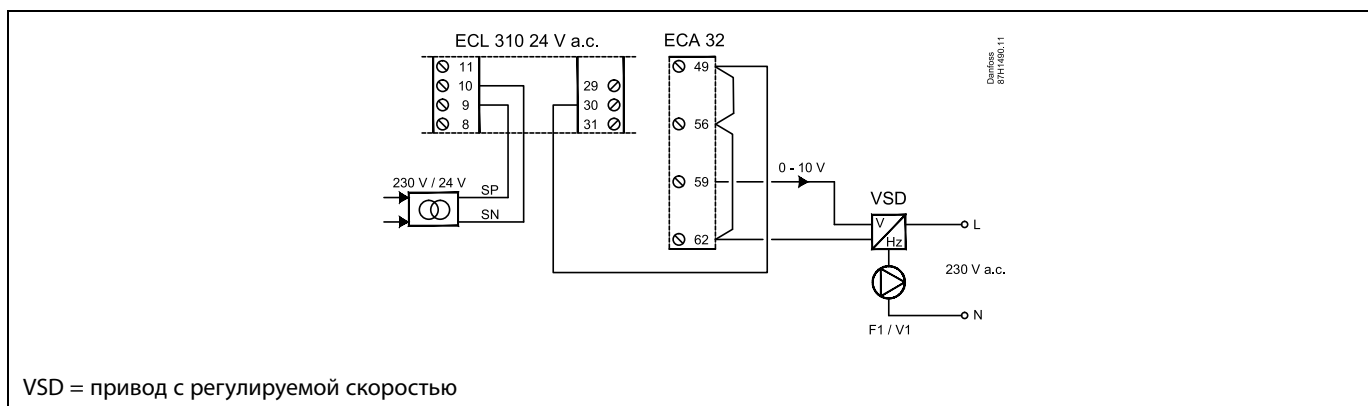 ECL 310 24 V a.c.
ECA 32
Danfoss
87H1490.11
11
10
9
8
29
30
31
49
56
59
62
0 - 10 V
230 V / 24 V
SP
SN
VSD
V
Hz
L
230 V a.c.
N
F1 / V1
VSD = привод с регулируемой скоростью